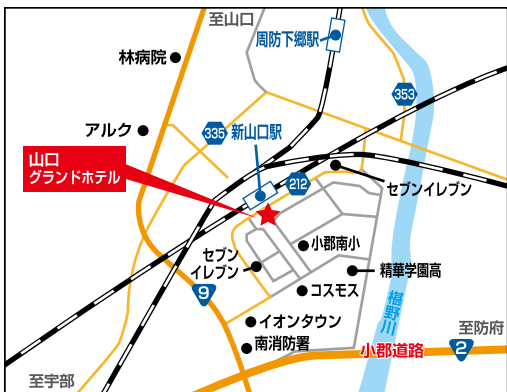 至山口
周防下郷駅
林病院
353
アルク
335
新山口駅
山口
グランドホテル
212
セブンイレブン
小郡南小
セブン
イレブン
精華学園高
9
コスモス
椹野川
イオンタウン
至防府
南消防署
小郡道路
2
至宇部